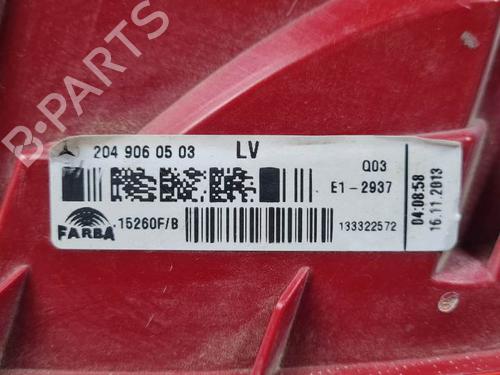 B-PARTS
204 906 05 03 LV
Q03
E1-2937
FARBA
15260F/B
133322572
04:08:58
16.11.2013